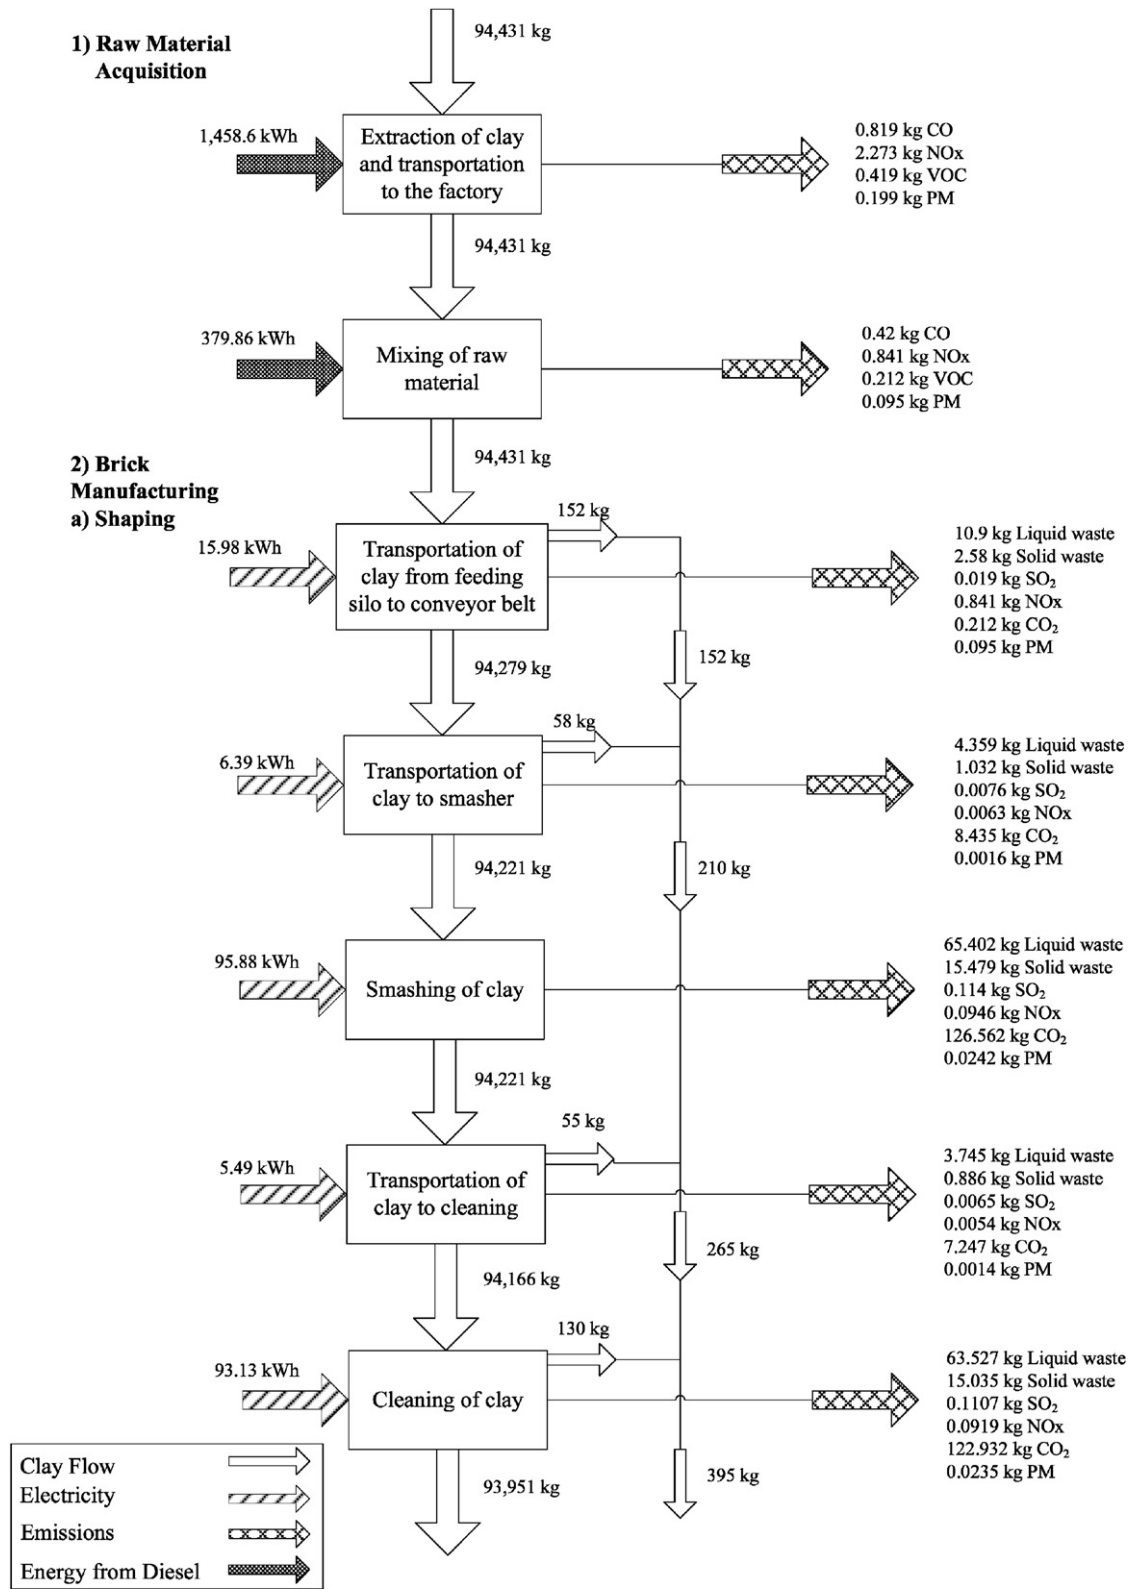 94,431 kg
1) Raw Material
Acquisition
1,458.6 kWh
Extraction of clay
and transportation
to the factory
0.819 kg CO
2.273 kg NOx
0.419 kg VOC
0.199 kg PM
94,431 kg
379.86 kWh
Mixing of raw
material
0.42 kg CO
0.841 kg NOx
0.212 kg VOC
0.095 kg PM
94,431 kg
2) Brick
Manufacturing
a) Shaping
152 kg
15.98 kWh
Transportation of
clay from feeding
silo to conveyor belt
10.9 kg Liquid waste
2.58 kg Solid waste
0.019 kg SO₂
0.841 kg NOx
0.212 kg CO₂
0.095 kg PM
152 kg
94,279 kg
58 kg
6.39 kWh
Transportation of
clay to smasher
4.359 kg Liquid waste
1.032 kg Solid waste
0.0076 kg SO₂
0.0063 kg NOx
8.435 kg CO₂
0.0016 kg PM
94,221 kg
210 kg
95.88 kWh
Smashing of clay
65.402 kg Liquid waste
15.479 kg Solid waste
0.114 kg SO₂
0.0946 kg NOx
126.562 kg CO₂
0.0242 kg PM
94,221 kg
55 kg
5.49 kWh
Transportation of
clay to cleaning
3.745 kg Liquid waste
0.886 kg Solid waste
0.0065 kg SO₂
0.0054 kg NOx
7.247 kg CO₂
0.0014 kg PM
265 kg
94,166 kg
130 kg
93.13 kWh
Cleaning of clay
63.527 kg Liquid waste
15.035 kg Solid waste
0.1107 kg SO₂
0.0919 kg NOx
122.932 kg CO₂
0.0235 kg PM
93,951 kg
395 kg
Clay Flow
Electricity
Emissions
Energy from Diesel